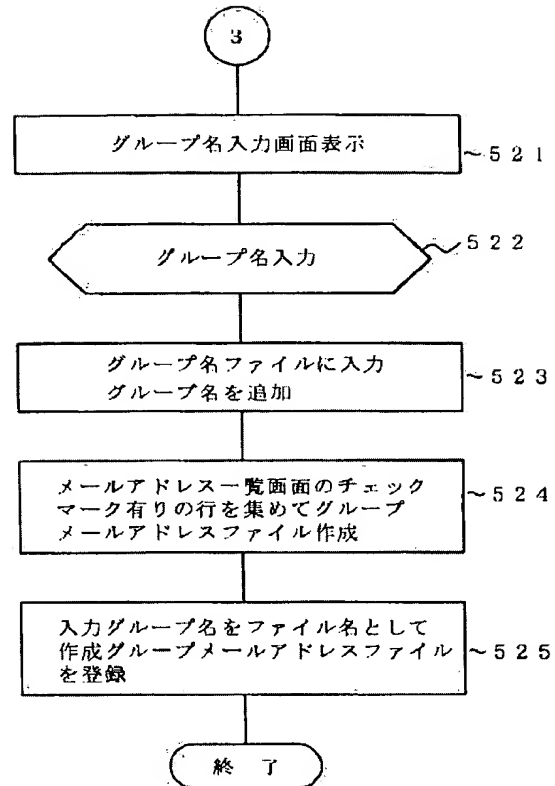 3
グループ名入力画面表示
~521
グループ名入力
522
グループ名ファイルに入力
グループ名を追加
~523
メールアドレス一覧画面のチェック
マーク有りの行を集めてグループ
メールアドレスファイル作成
~524
入力グループ名をファイル名として
作成グループメールアドレスファイル
を登録
~525
終 了